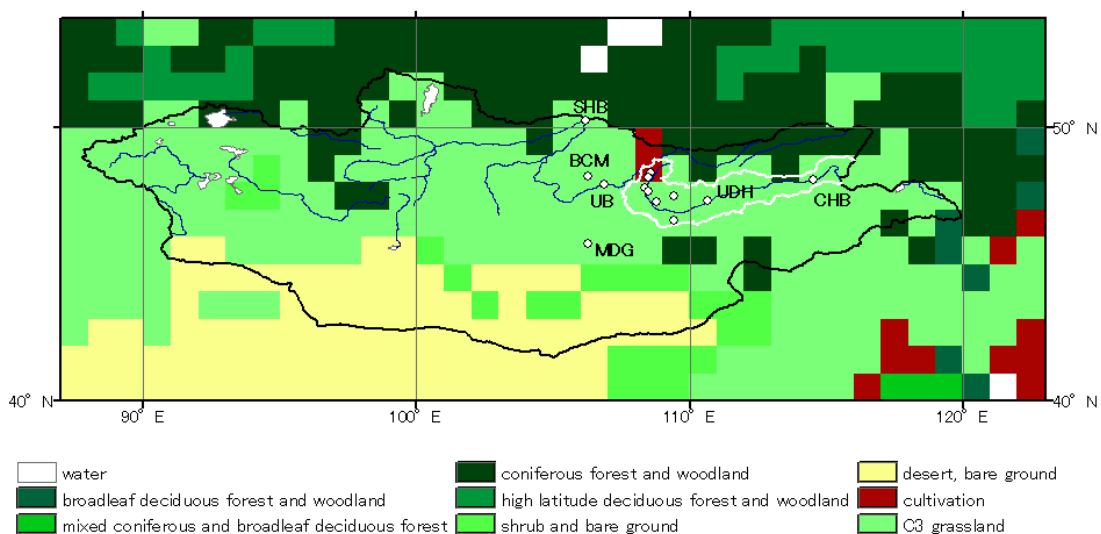 SHB
50° N
BCM
UB
UDH
CHB
MDG
40° N
40° N
90° E
100° E
110° E
120° E
water
coniferous forest and woodland
desert, bare ground
broadleaf deciduous forest and woodland
high latitude deciduous forest and woodland
cultivation
mixed coniferous and broadleaf deciduous forest
shrub and bare ground
C3 grassland